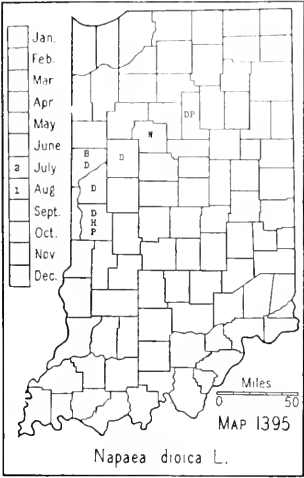 Jan.
Feb.
Mar
Apr
May
June
2 July
1 Aug
Sept.
Oct.
Nov
Dec.
DP
W
B
D
D
D
D
H
P
Miles
0 50
MAP 1395
Napaea dioica L.